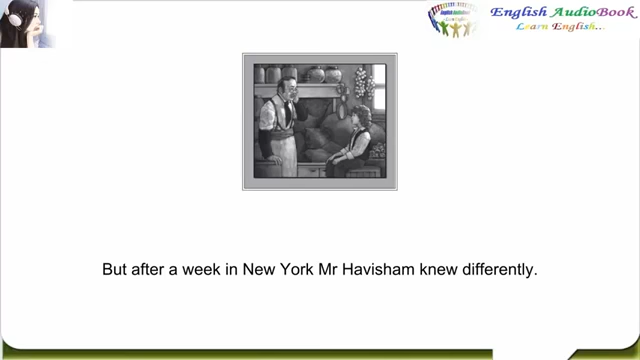 English AudioBook
Learn English...
But after a week in New York Mr Havisham knew differently.